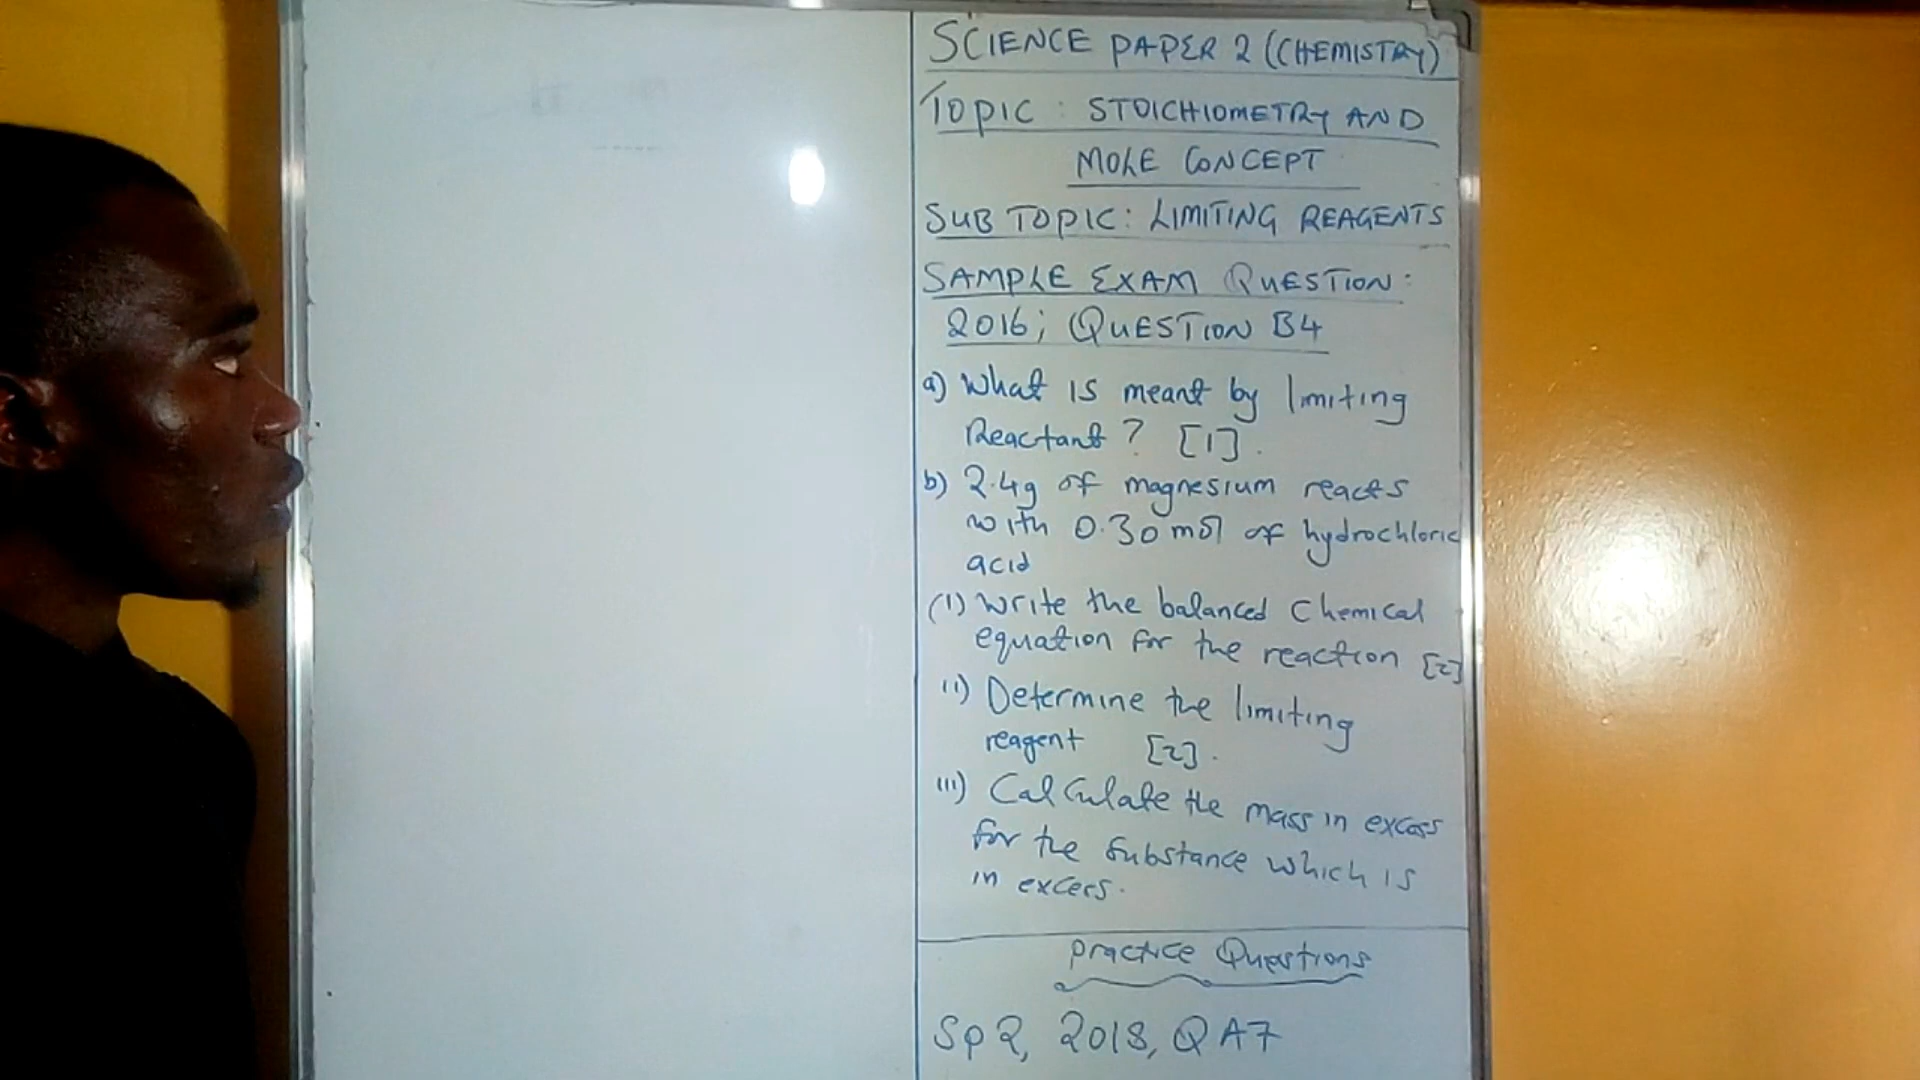 SCIENCE PAPER 2 (CHEMISTRY)
TOPIC : STOICHIOMETRY AND
MOLE CONCEPT
SUB TOPIC: LIMITING REAGENTS
SAMPLE EXAM QUESTION:
2016; QUESTION B4
a) What is meant by limiting
Reactant? [1].
b) 2.4g of magnesium reacts
with 0.30 mol of hydrochloric
acid
(i) Write the balanced chemical
equation for the reaction [2]
ii) Determine the limiting
reagent [2].
iii) Calculate the mass in excess
for the substance which is
in excess.
Practice Questions
SP2, 2018, QA7